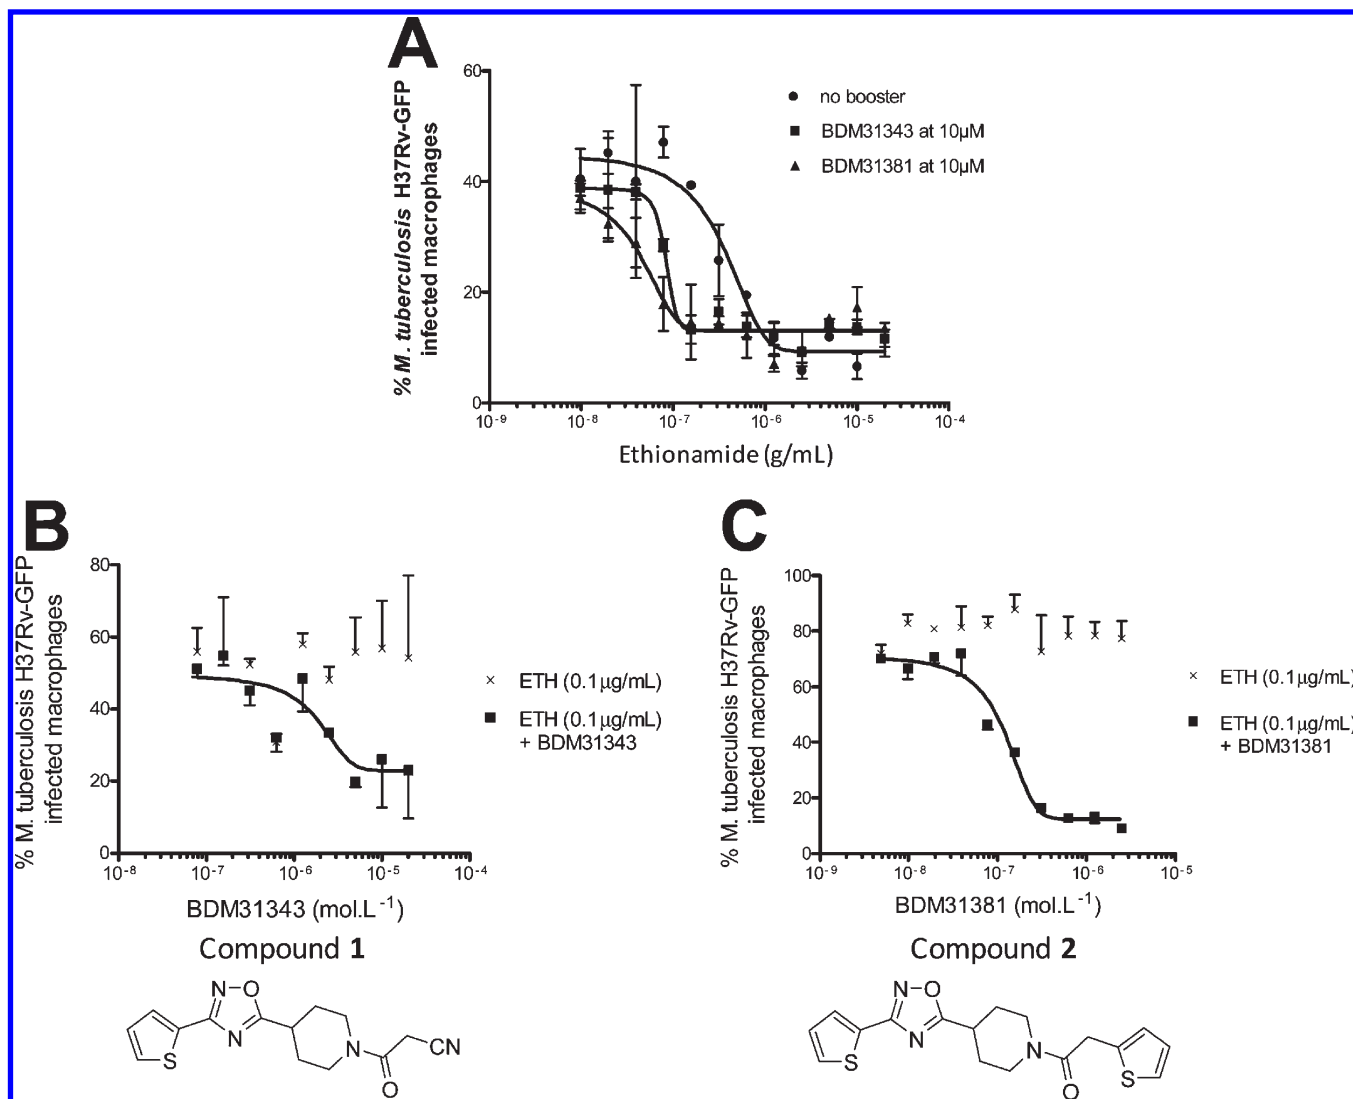 A
60
40
20
0
% M. tuberculosis H37Rv-GFP
infected macrophages
no booster
BDM31343 at 10µM
BDM31381 at 10µM
10-9
10-8
10-7
10-6
10-5
10-4
Ethionamide (g/mL)
B
80
60
40
20
0
% M. tuberculosis H37Rv-GFP
infected macrophages
ETH (0.1µg/mL)
ETH (0.1µg/mL)
+ BDM31343
10-8
10-7
10-6
10-5
10-4
BDM31343 (mol.L-1)
Compound 1
N O
N
S
N
O
CN
C
100
80
60
40
20
0
% M. tuberculosis H37Rv-GFP
infected macrophages
ETH (0.1µg/mL)
ETH (0.1µg/mL)
+ BDM31381
10-9
10-8
10-7
10-6
10-5
BDM31381 (mol.L-1)
Compound 2
N O
N
S
N
O
S